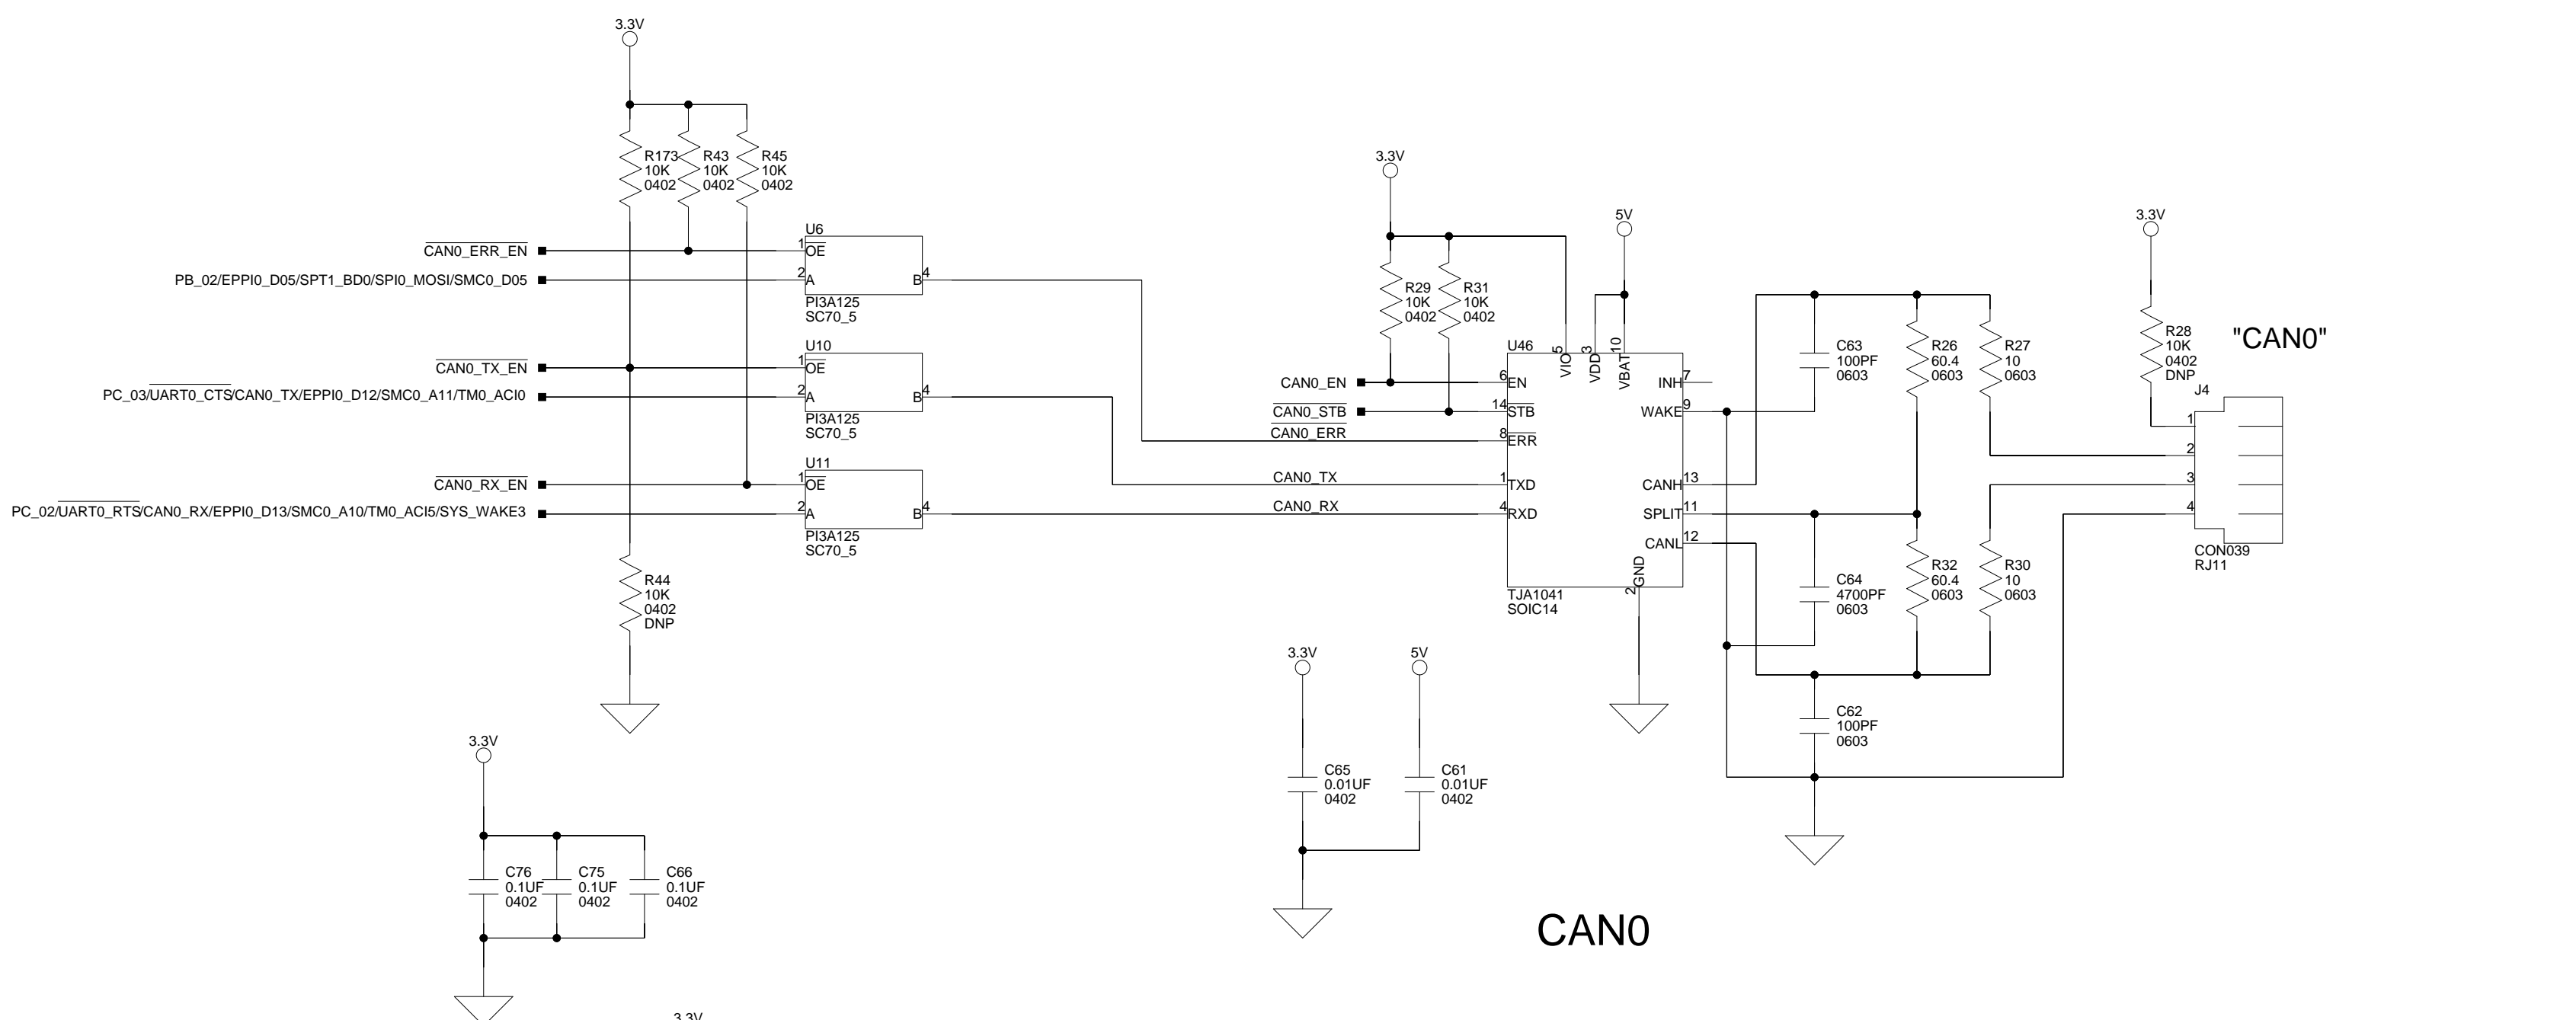 3.3V
R173
10K
0402
R43
10K
0402
R45
10K
0402
CAN0_ERR_EN
PB_02/EPPI0_D05/SPT1_BD0/SPI0_MOSI/SMC0_D05
U6
1
OE
2
A
B
4
PI3A125
SC70_5
CAN0_TX_EN
PC_03/UART0_CTS/CAN0_TX/EPPI0_D12/SMC0_A11/TM0_ACI0
U10
1
OE
2
A
B
4
PI3A125
SC70_5
CAN0_RX_EN
PC_02/UART0_RTS/CAN0_RX/EPPI0_D13/SMC0_A10/TM0_ACI5/SYS_WAKE3
U11
1
OE
2
A
B
4
PI3A125
SC70_5
R44
10K
0402
DNP
3.3V
C76
0.1UF
0402
C75
0.1UF
0402
C66
0.1UF
0402
3.3V
3.3V
R29
10K
0402
R31
10K
0402
5V
CAN0_EN
CAN0_STB
CAN0_ERR
CAN0_TX
CAN0_RX
U46
5
VIO
3
VDD
10
VBAT
6
EN
14
STB
8
ERR
1
TXD
4
RXD
INH
7
WAKE
9
CANH
13
SPLIT
11
CANL
12
GND
2
TJA1041
SOIC14
3.3V
C65
0.01UF
0402
5V
C61
0.01UF
0402
C63
100PF
0603
R26
60.4
0603
R27
10
0603
C64
4700PF
0603
R32
60.4
0603
R30
10
0603
C62
100PF
0603
3.3V
R28
10K
0402
DNP
"CAN0"
J4
1
2
3
4
CON039
RJ11
CAN0